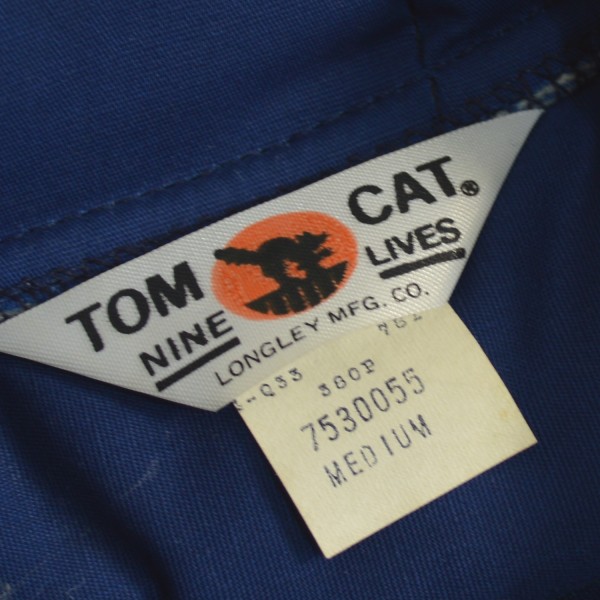 TOM CAT®
NINE LIVES
LONGLEY MFG. CO.
380P
7530055
MEDIUM